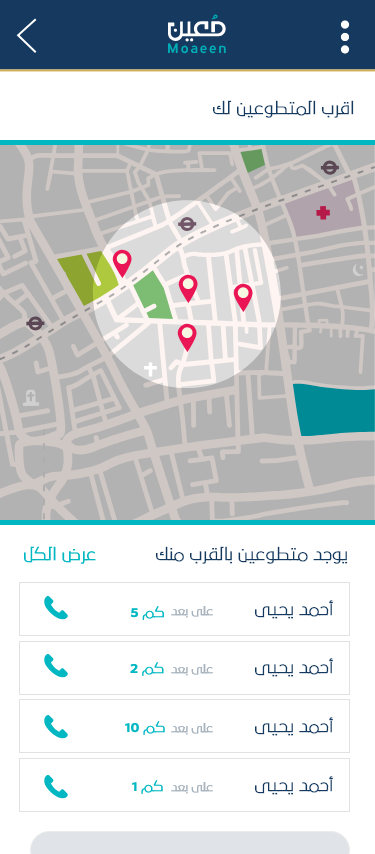 مُعين
Moaeen
اقرب المتطوعين لك
يوجد متطوعين بالقرب منك
عرض الكل
أحمد يحيى على بعد 5 كم
أحمد يحيى على بعد 2 كم
أحمد يحيى على بعد 10 كم
أحمد يحيى على بعد 1 كم